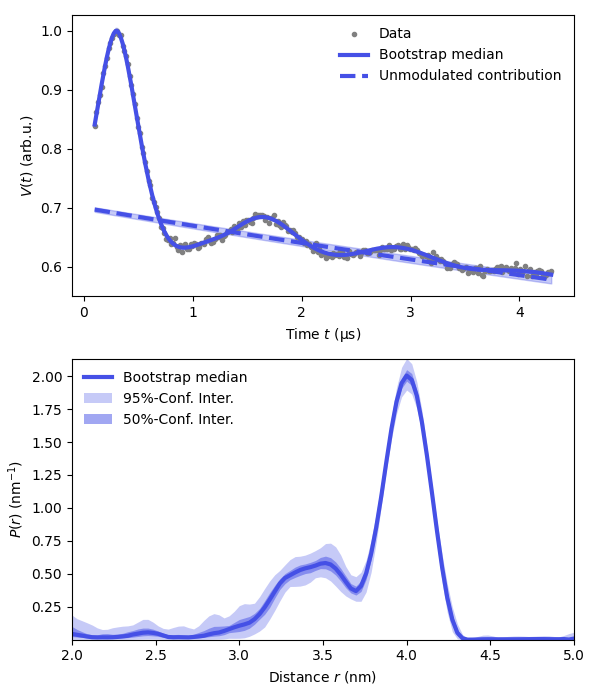 Data
Bootstrap median
Unmodulated contribution
V(t) (arb.u.)
1.0
0.9
0.8
0.7
0.6
0 1 2 3 4
Time t (μs)
Bootstrap median
95%-Conf. Inter.
50%-Conf. Inter.
P(r) (nm⁻¹)
2.00
1.75
1.50
1.25
1.00
0.75
0.50
0.25
2.0 2.5 3.0 3.5 4.0 4.5 5.0
Distance r (nm)